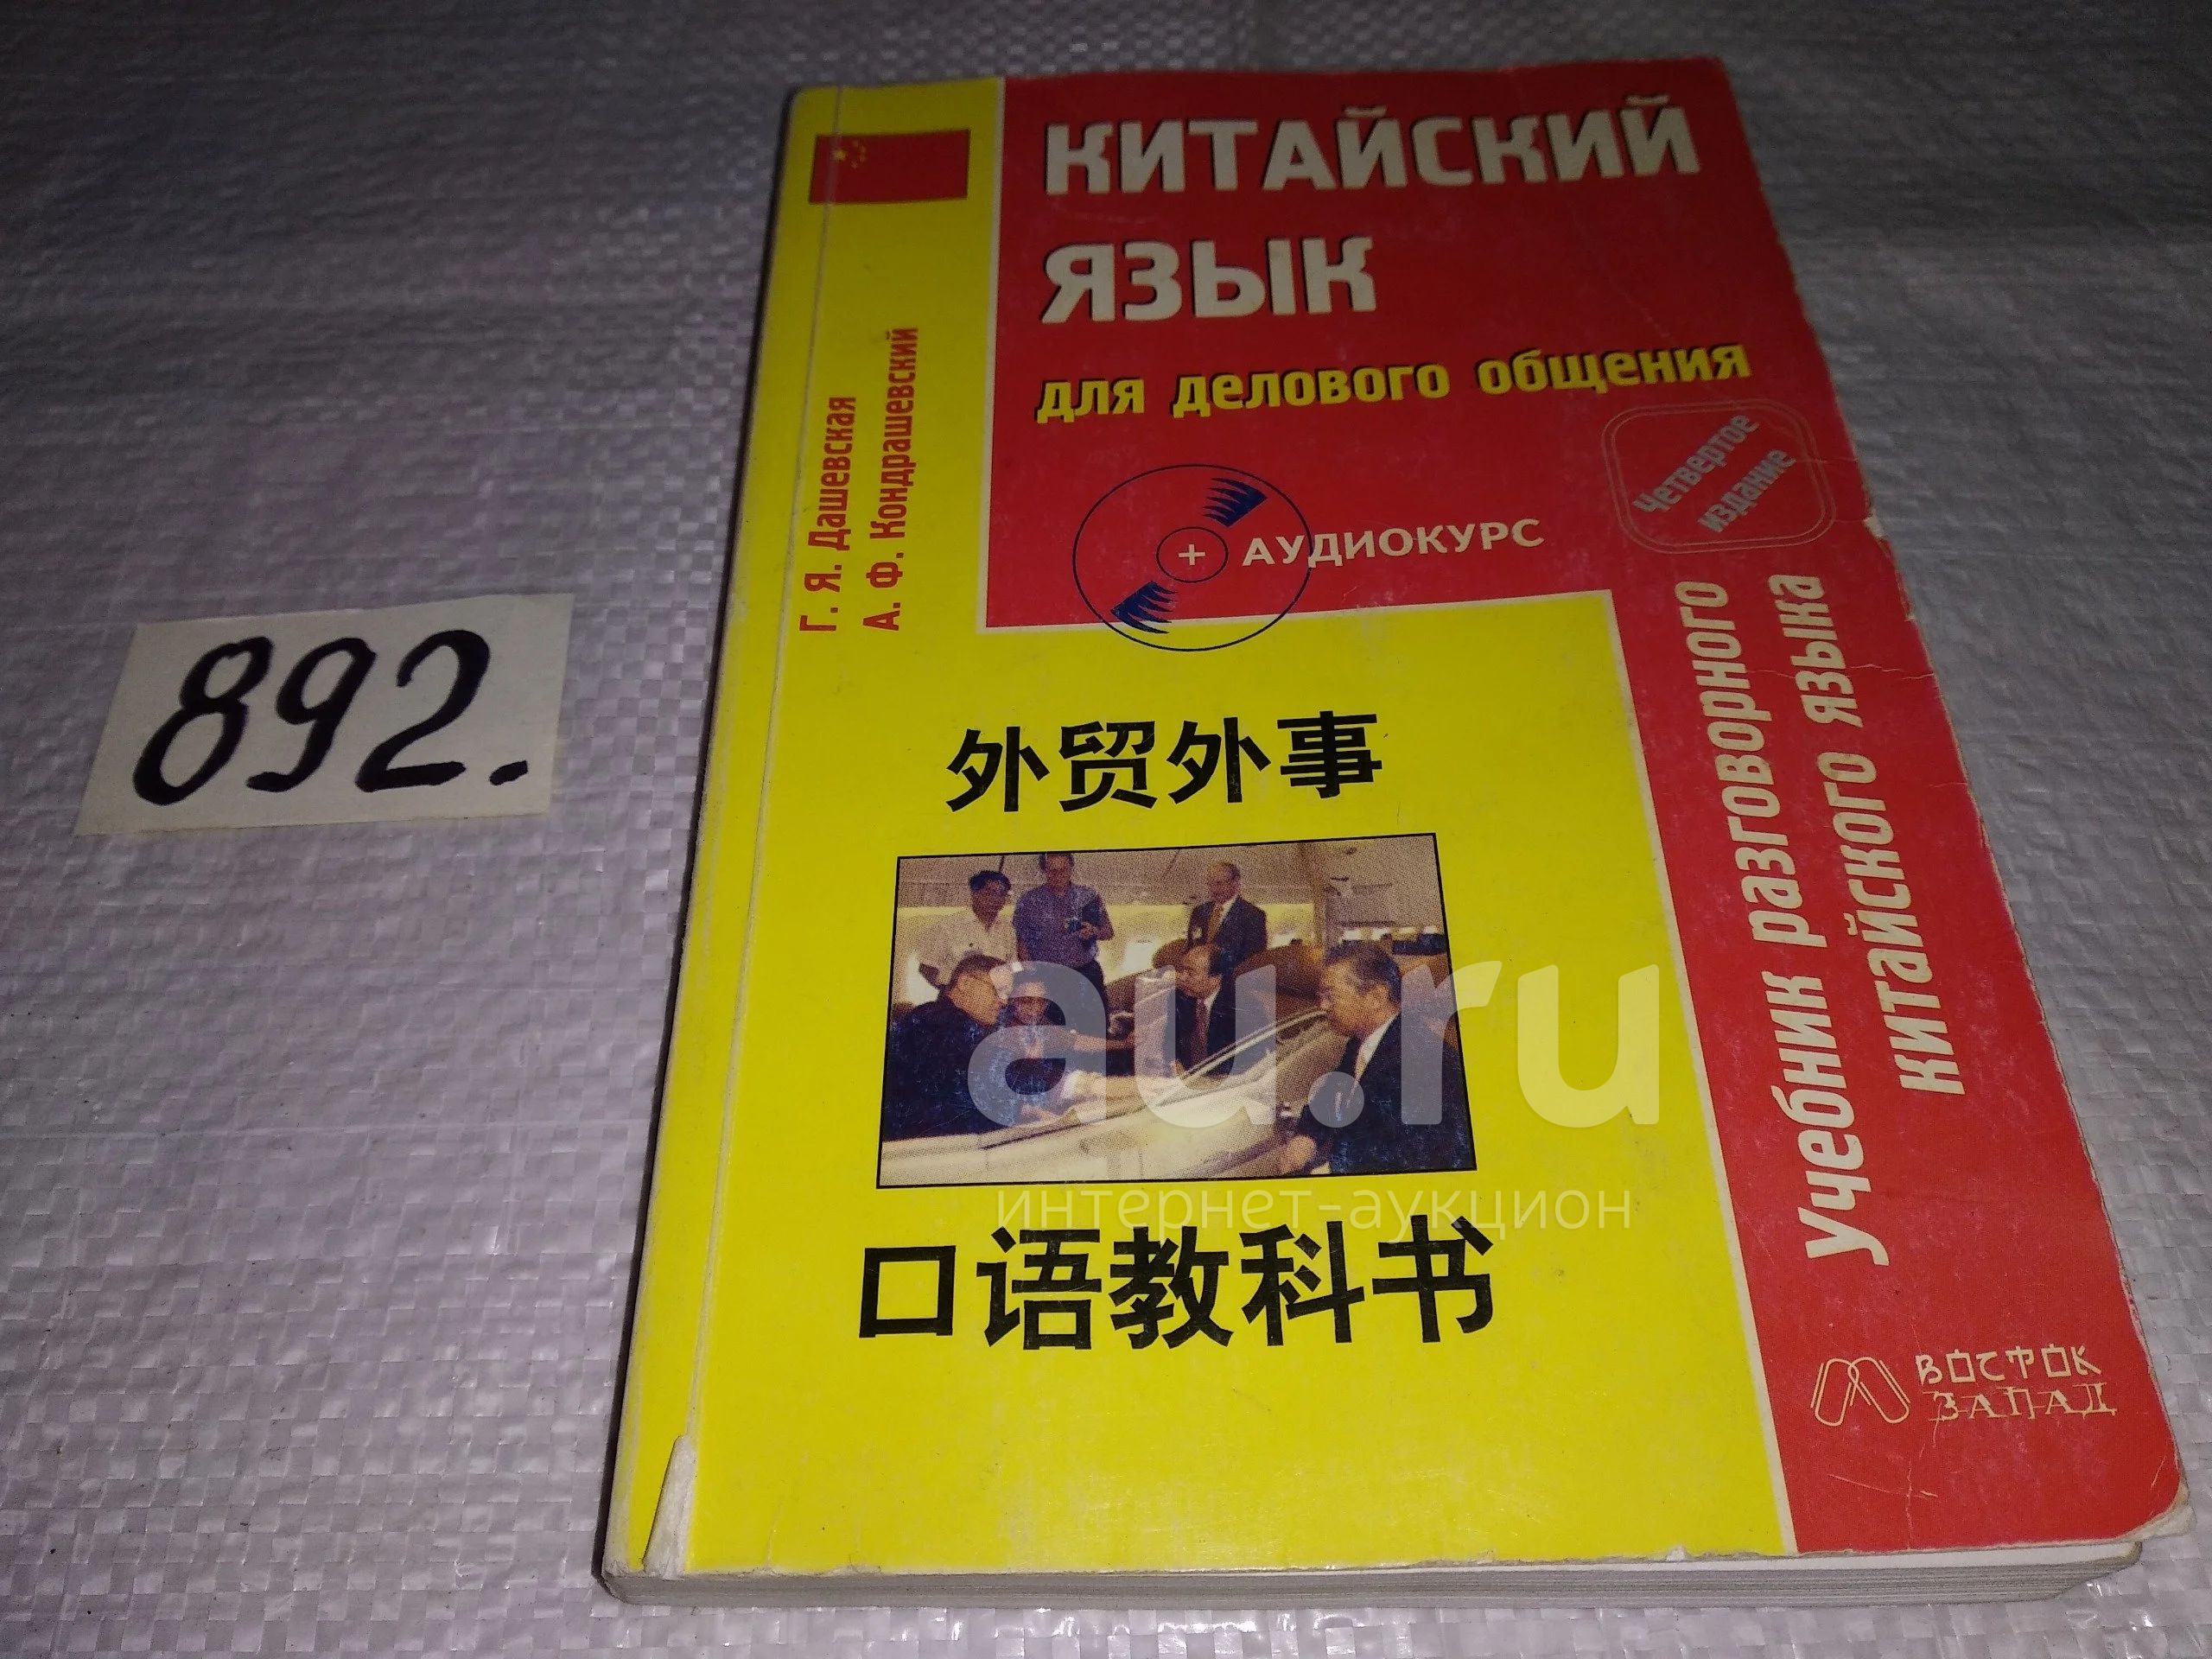 892.
КИТАЙСКИЙ
ЯЗЫК
для делового общения
Четвертое
издание
+ АУДИОКУРС
Г. Я. Дашевская
А. Ф. Кондрашевский
外贸外事
au.ru
интернет-аукцион
口语教科书
Учебник разговорного
китайского языка
ВОСТОК
ЗАПАД